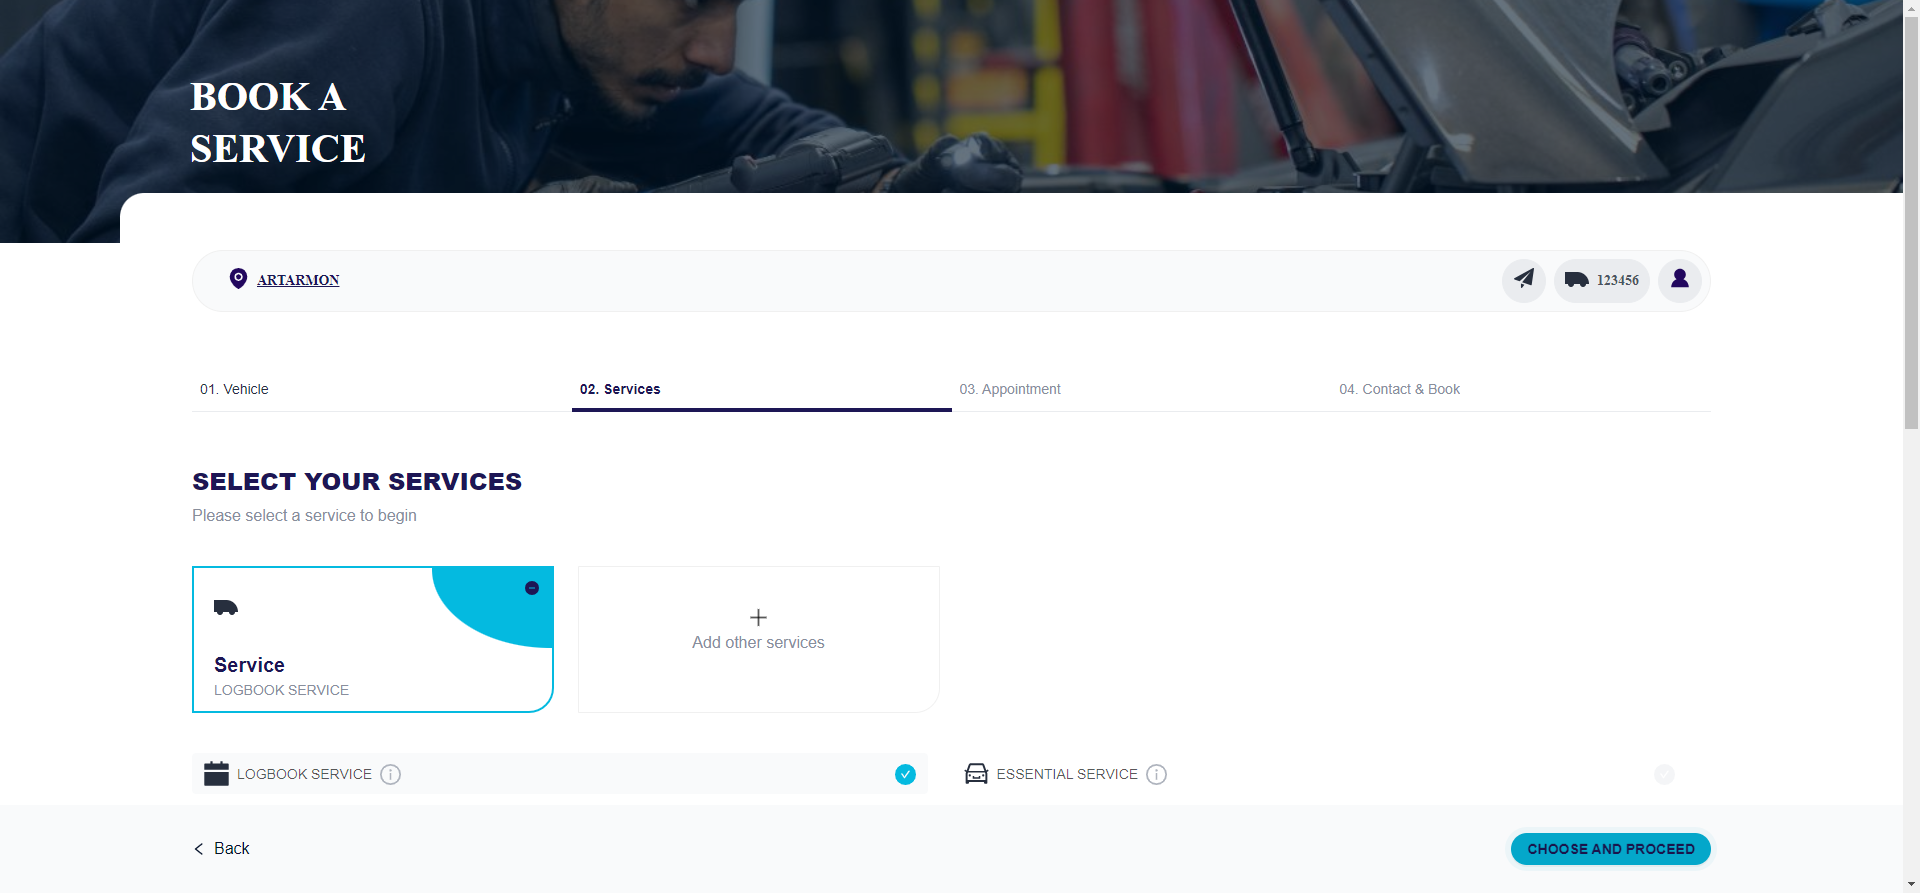 BOOK A
SERVICE
ARTARMON
123456
01. Vehicle
02. Services
03. Appointment
04. Contact & Book
SELECT YOUR SERVICES
Please select a service to begin
Service
LOGBOOK SERVICE
Add other services
LOGBOOK SERVICE
ESSENTIAL SERVICE
Back
CHOOSE AND PROCEED